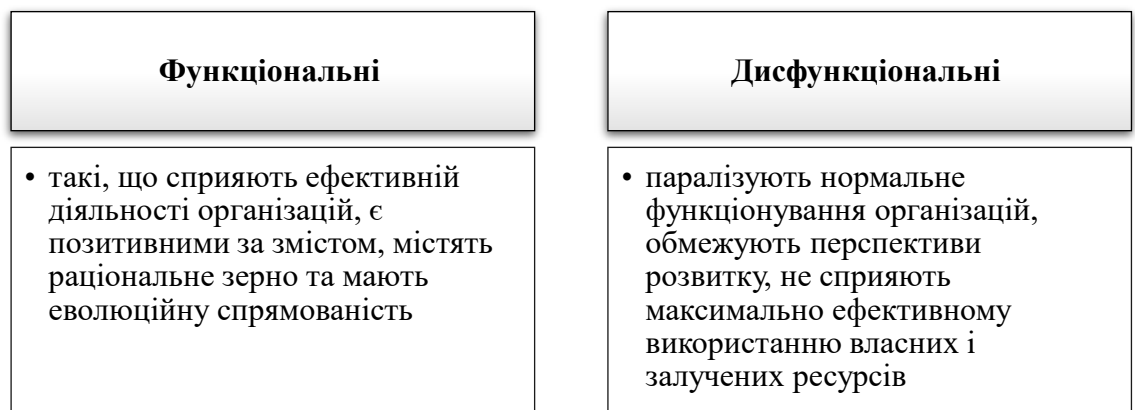 Функціональні
• такі, що сприяють ефективній
діяльності організацій, є
позитивними за змістом, містять
раціональне зерно та мають
еволюційну спрямованість
Дисфункціональні
• паралізують нормальне
функціонування організацій,
обмежують перспективи
розвитку, не сприяють
максимально ефективному
використанню власних і
залучених ресурсів